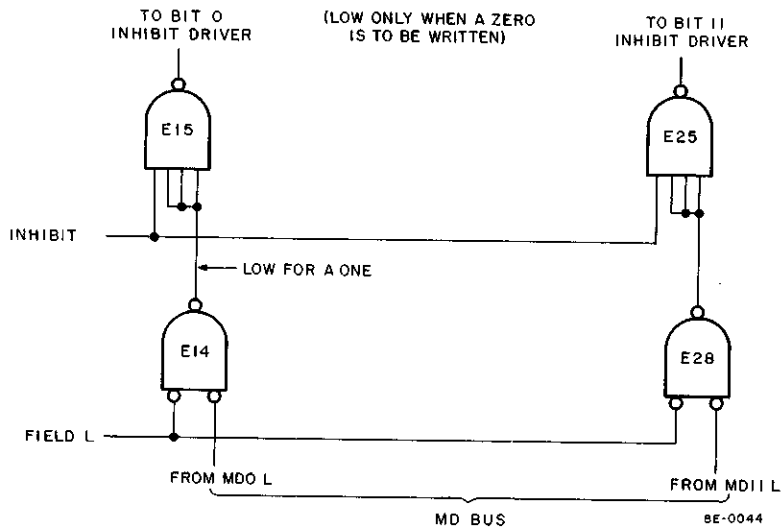 TO BIT 0
INHIBIT DRIVER
(LOW ONLY WHEN A ZERO
IS TO BE WRITTEN)
TO BIT 11
INHIBIT DRIVER
E15
E25
INHIBIT
LOW FOR A ONE
E14
E28
FIELD L
FROM MD0 L
FROM MD11 L
MD BUS
8E-0044